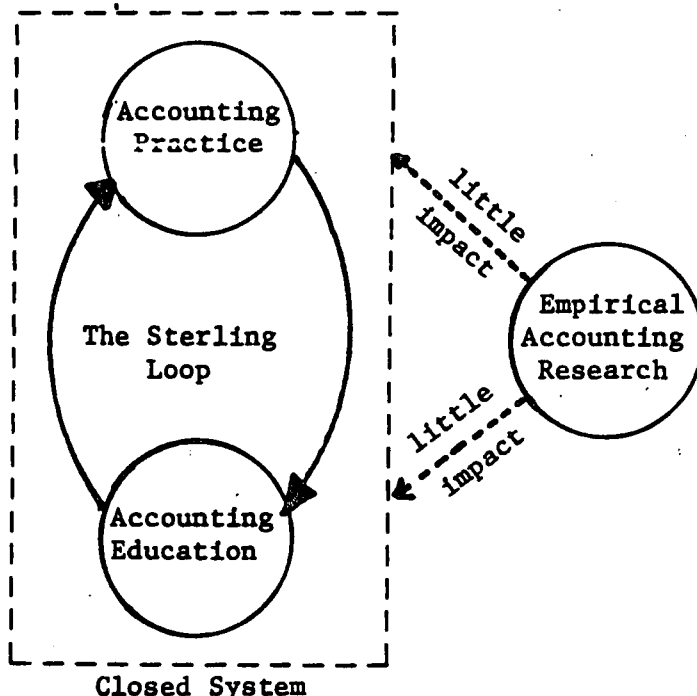 Accounting
Practice
little
impact
The Sterling
Loop
Empirical
Accounting
Research
little
impact
Accounting
Education
Closed System